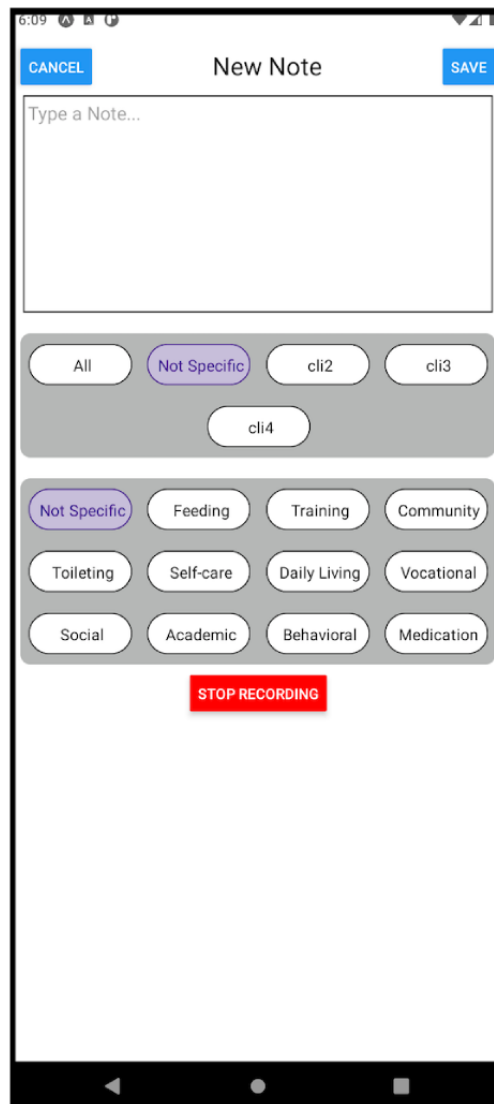 6:09
CANCEL New Note SAVE
Type a Note...
All Not Specific cli2 cli3
cli4
Not Specific Feeding Training Community
Toileting Self-care Daily Living Vocational
Social Academic Behavioral Medication
STOP RECORDING